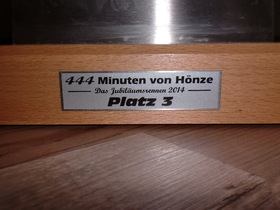 444 Minuten von Hönze
Das Jubiläumsrennen 2014
Platz 3